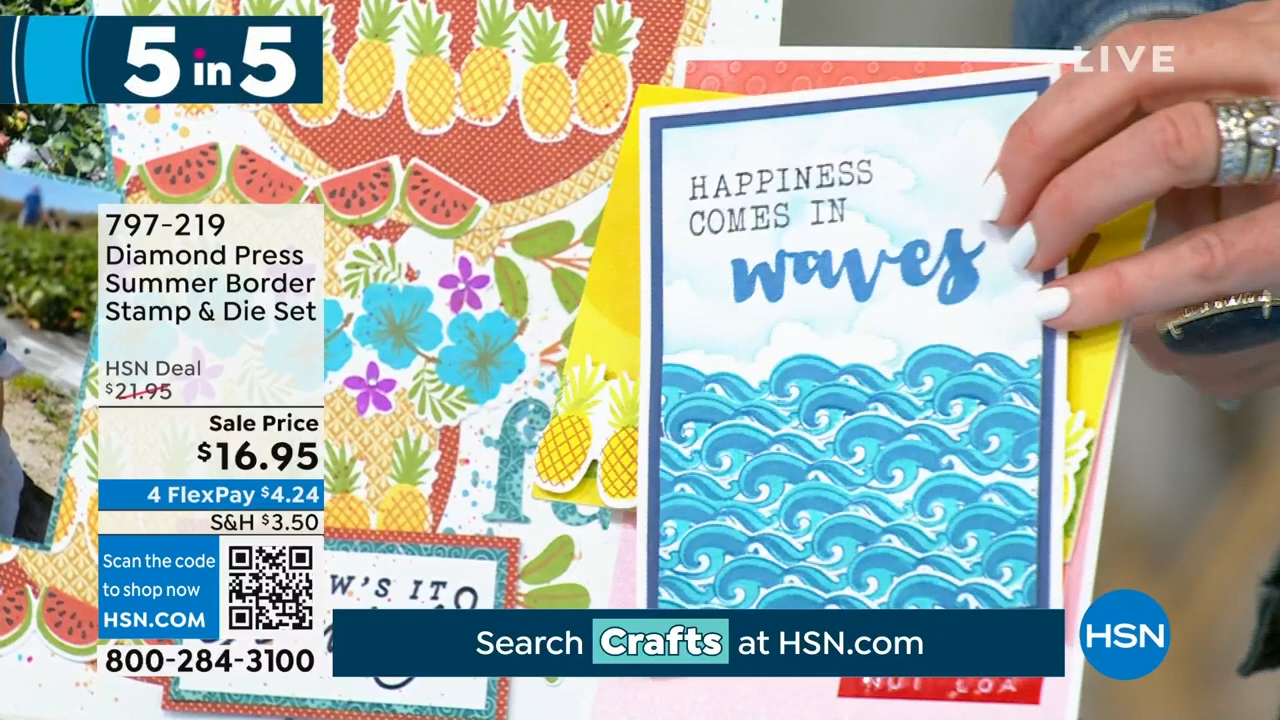 5 in 5
LIVE
797-219
Diamond Press
Summer Border
Stamp & Die Set
HSN Deal
$21.95
Sale Price
$16.95
4 FlexPay $4.24
S&H $3.50
Scan the code
to shop now
HSN.COM
800-284-3100
HAPPINESS
COMES IN
waves
W'S IT
Search Crafts at HSN.com
HSN